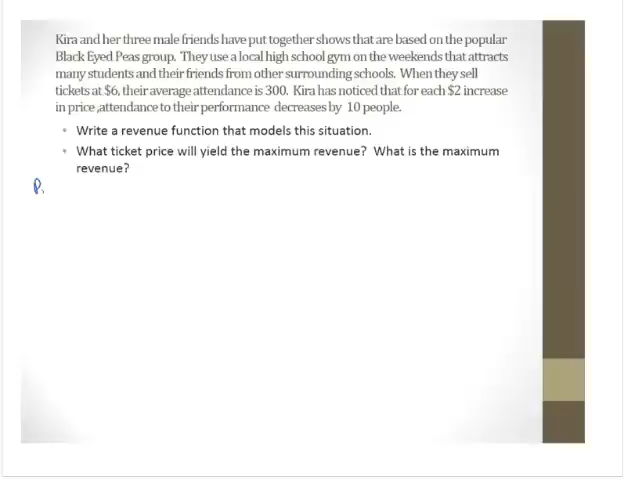 Kira and her three male friends have put together shows that are based on the popular
Black Eyed Peas group. They use a local high school gym on the weekends that attracts
many students and their friends from other surrounding schools. When they sell
tickets at $6, their average attendance is 300. Kira has noticed that for each $2 increase
in price ,attendance to their performance decreases by 10 people.
• Write a revenue function that models this situation.
• What ticket price will yield the maximum revenue? What is the maximum
revenue?